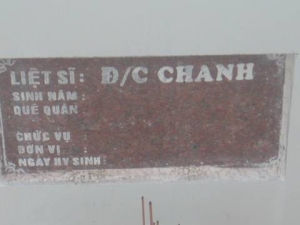 LIỆT SĨ: Đ/C CHANH
SINH NĂM :
QUÊ QUÁN :
CHỨC VỤ :
ĐƠN VỊ :
NGÀY HY SINH :